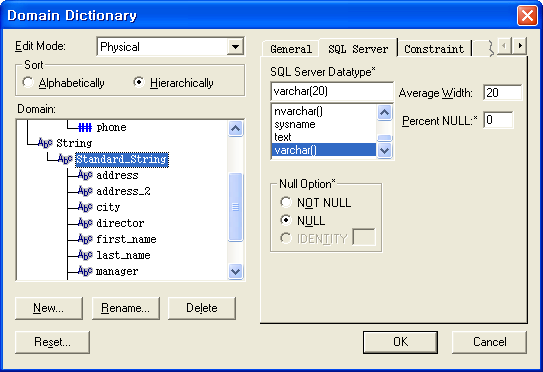 Domain Dictionary
Edit Mode: Physical
Sort
Alphabetically Hierarchically
Domain:
phone
String
Standard_String
address
address_2
city
director
first_name
last_name
manager
New... Rename... Delete
Reset...
General SQL Server Constraint
SQL Server Datatype*
varchar(20)
nvarchar()
sysname
text
varchar()
Average Width: 20
Percent NULL:* 0
Null Option*
NOT NULL
NULL
IDENTITY
OK Cancel